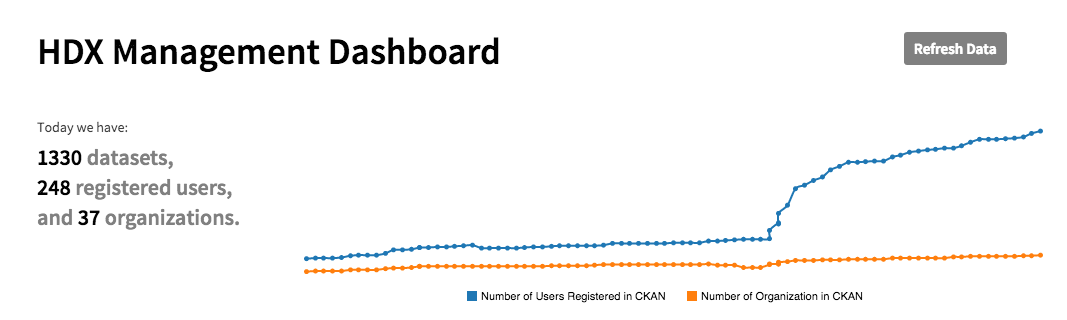 HDX Management Dashboard
Refresh Data
Today we have:
1330 datasets,
248 registered users,
and 37 organizations.
Number of Users Registered in CKAN
Number of Organization in CKAN